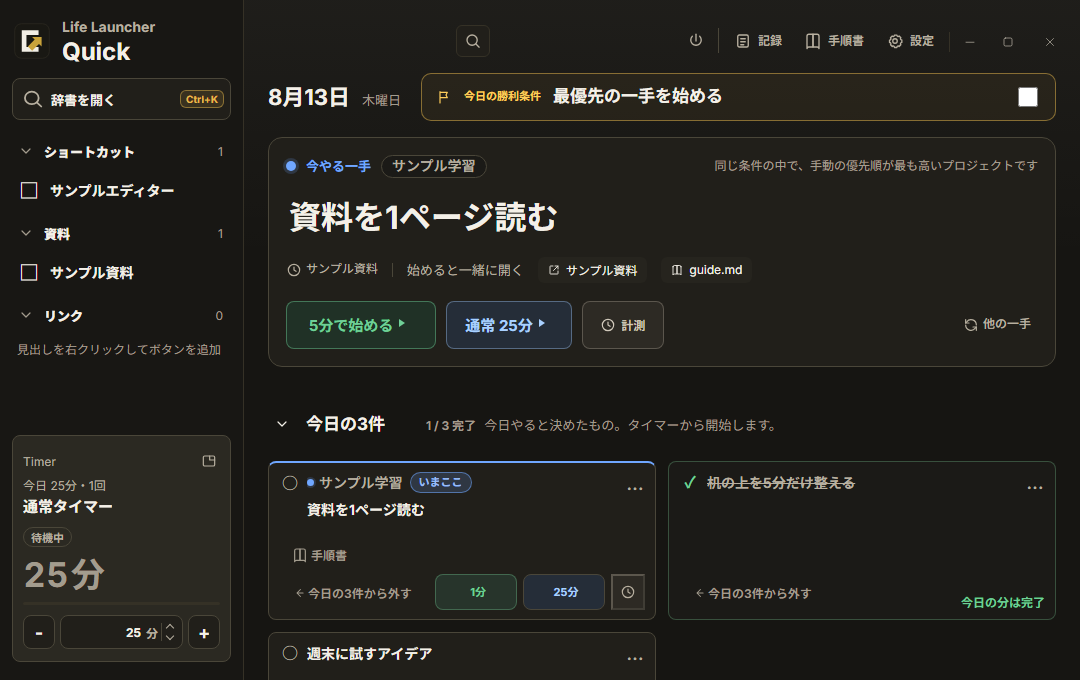 Life Launcher
Quick
辞書を開く Ctrl+K
ショートカット 1
サンプルエディター
資料 1
サンプル資料
リンク 0
見出しを右クリックしてボタンを追加
Timer
今日 25分・1回
通常タイマー
待機中
25分
- 25 分 +
記録 手順書 設定
8月13日 木曜日
今日の勝利条件 最優先の一手を始める
今やる一手 サンプル学習 同じ条件の中で、手動の優先順が最も高いプロジェクトです
資料を1ページ読む
サンプル資料 始めると一緒に開く サンプル資料 guide.md
5分で始める 通常 25分 計測 他の一手
今日の3件 1 / 3 完了 今日やると決めたもの。タイマーから開始します。
サンプル学習 いまここ ...
資料を1ページ読む
手順書
← 今日の3件から外す 1分 25分
✓ 机の上を5分だけ整える ...
← 今日の3件から外す
今日の分は完了
週末に試すアイデア ...